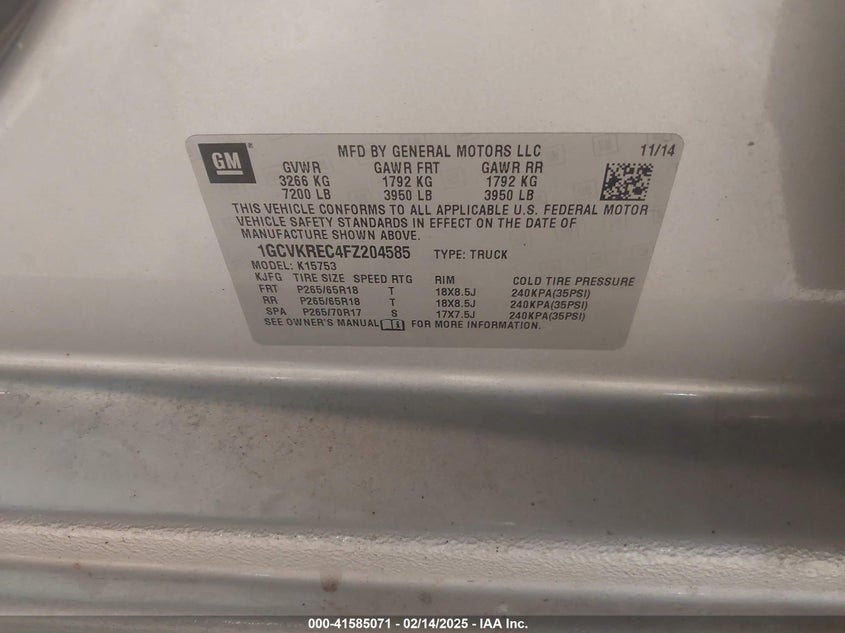 GM ®
MFD BY GENERAL MOTORS LLC 11/14
GVWR GAWR FRT GAWR RR
3266 KG 1792 KG 1792 KG
7200 LB 3950 LB 3950 LB
THIS VEHICLE CONFORMS TO ALL APPLICABLE U.S. FEDERAL MOTOR
VEHICLE SAFETY STANDARDS IN EFFECT ON THE DATE OF
MANUFACTURE SHOWN ABOVE.
1GCVKREC4FZ204585 TYPE: TRUCK
MODEL: K15753
KJFG TIRE SIZE SPEED RTG RIM COLD TIRE PRESSURE
FRT P265/65R18 T 18X8.5J 240KPA(35PSI)
RR P265/65R18 T 18X8.5J 240KPA(35PSI)
SPA P265/70R17 S 17X7.5J 240KPA(35PSI)
SEE OWNER'S MANUAL FOR MORE INFORMATION.
000-41585071 - 02/14/2025 - IAA Inc.